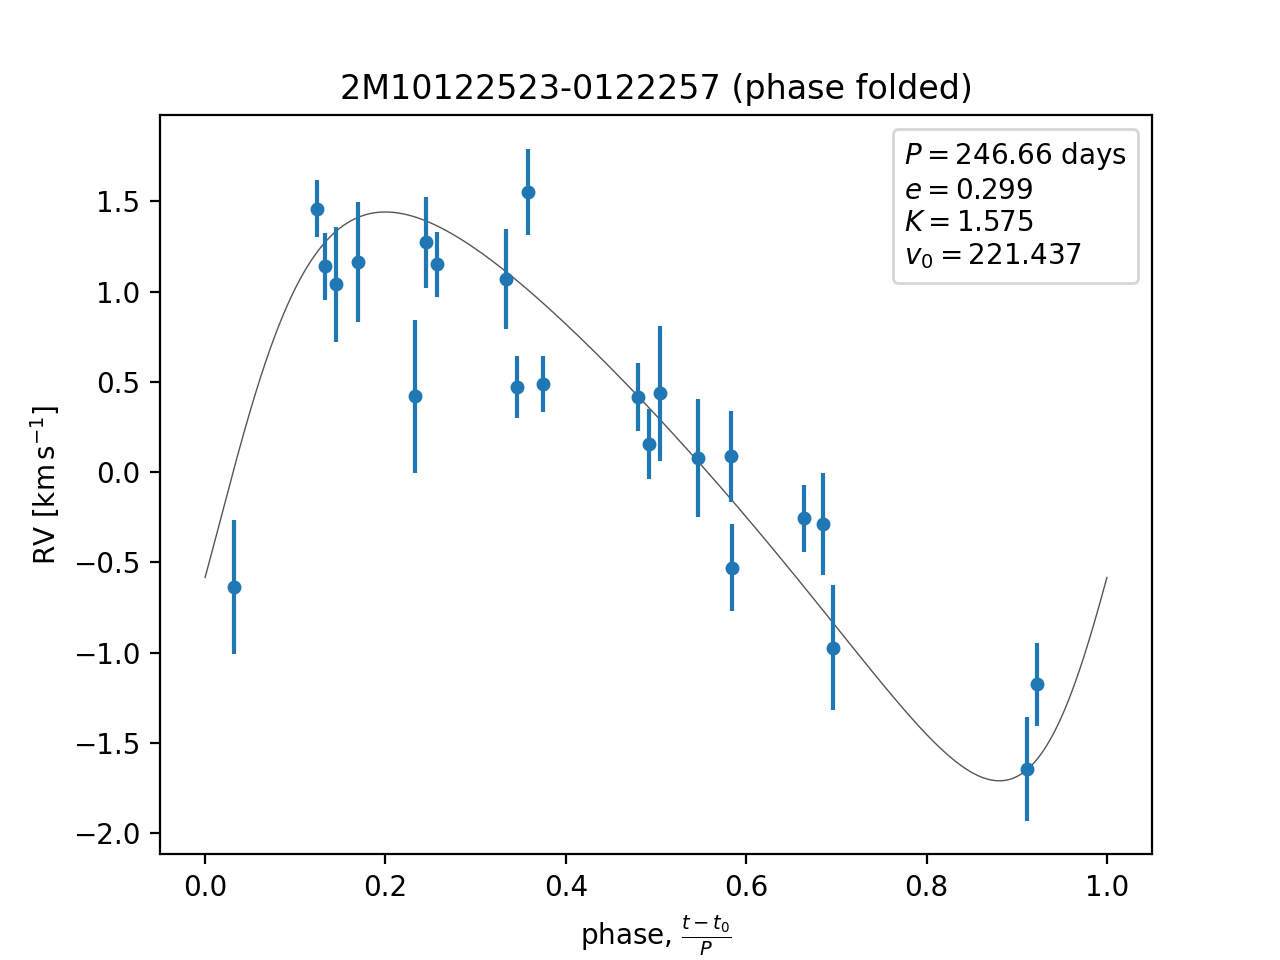 2M10122523-0122257 (phase folded)
P = 246.66 days
e = 0.299
K = 1.575
v₀ = 221.437
RV [km s⁻¹]
1.5
1.0
0.5
0.0
−0.5
−1.0
−1.5
−2.0
0.0 0.2 0.4 0.6 0.8 1.0
phase, (t − t₀)/P